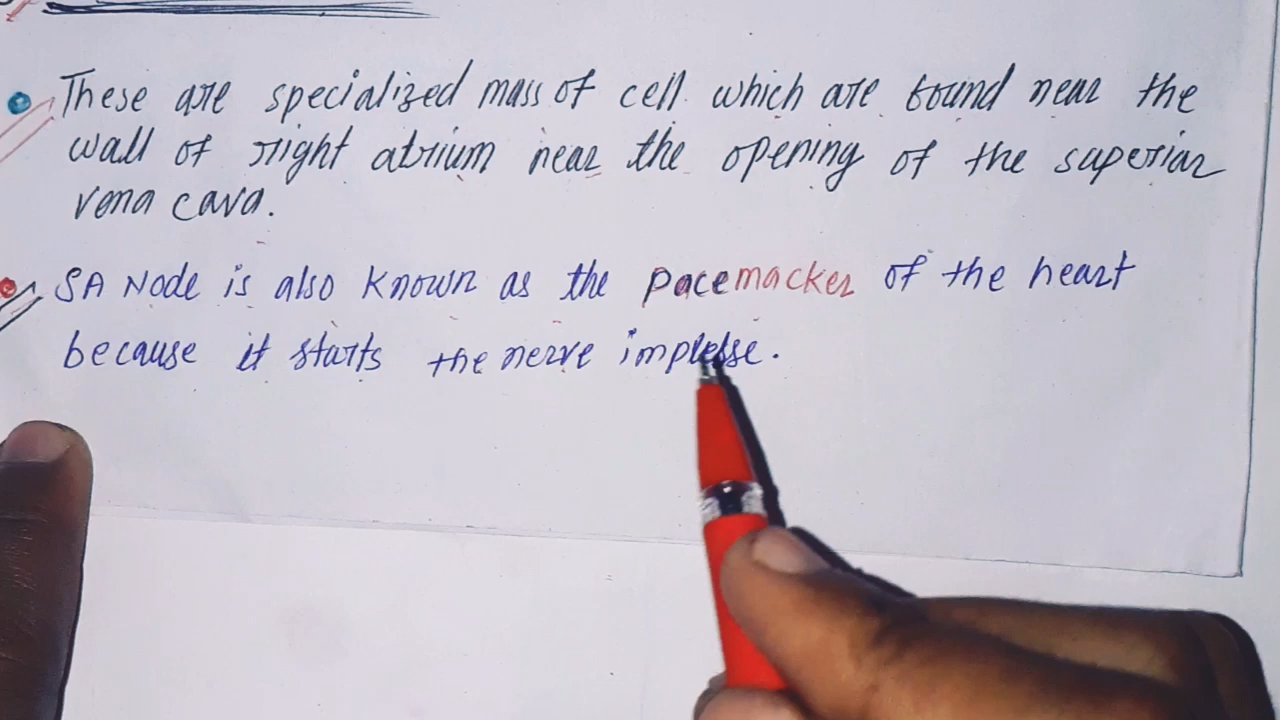 These are specialized mass of cell which are found near the
wall of right atrium near the opening of the superior
vena cava.
SA Node is also known as the pacemacker of the heart
because it starts the nerve